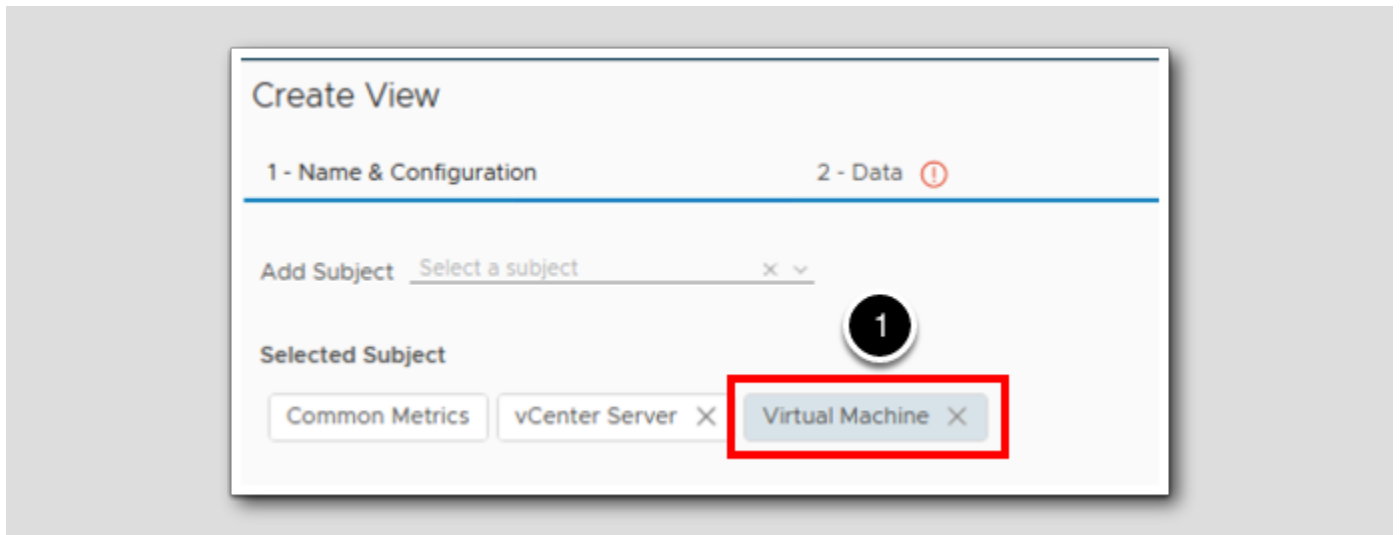 Create View
1 - Name & Configuration 2 - Data
Add Subject Select a subject
1
Selected Subject
Common Metrics vCenter Server Virtual Machine